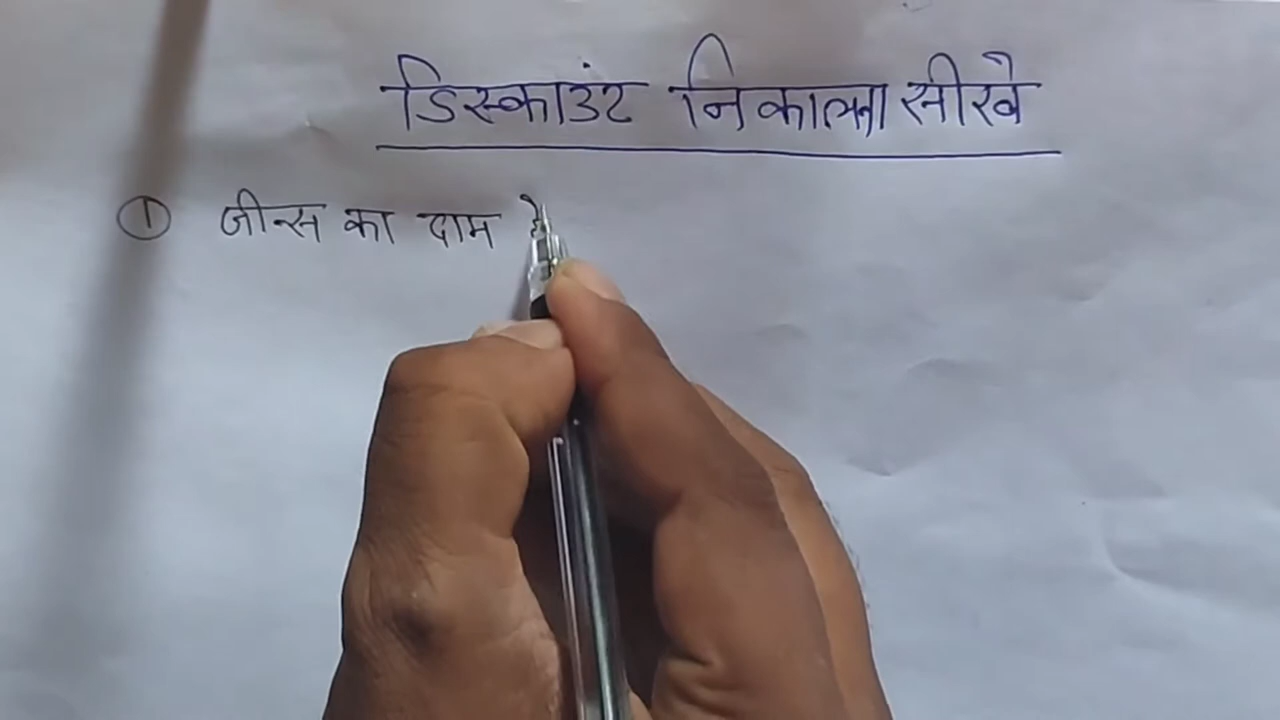 डिस्काउंट निकालना सीखे
① जीन्स का दाम